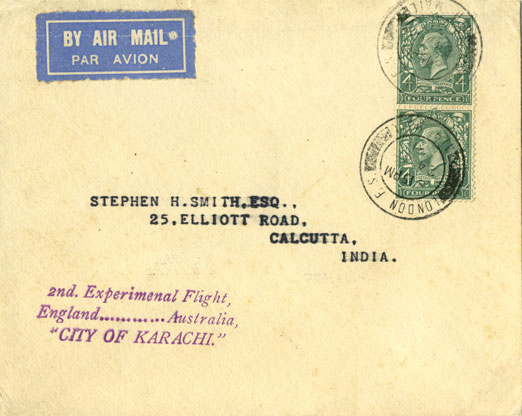 BY AIR MAIL
PAR AVION
FOUR PENCE
FOUR PENCE
LONDON F.S.
PM
STEPHEN H.SMITH,ESQ.,
25,ELLIOTT ROAD,
CALCUTTA,
INDIA.
2nd. Experimenal Flight,
England............Australia,
"CITY OF KARACHI."